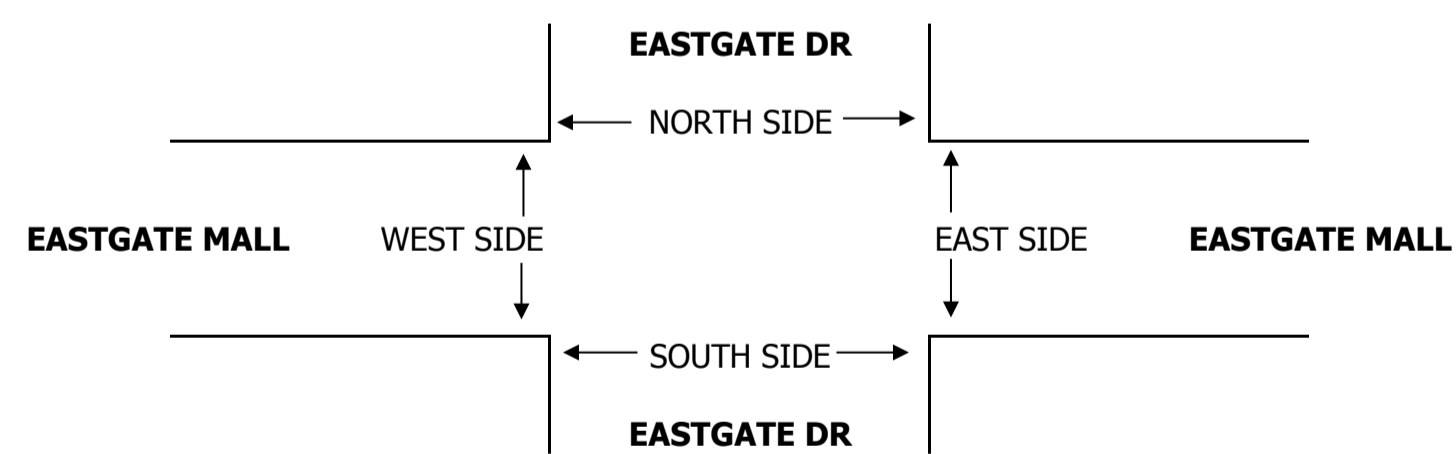 EASTGATE DR
NORTH SIDE
EASTGATE MALL WEST SIDE EAST SIDE EASTGATE MALL
SOUTH SIDE
EASTGATE DR